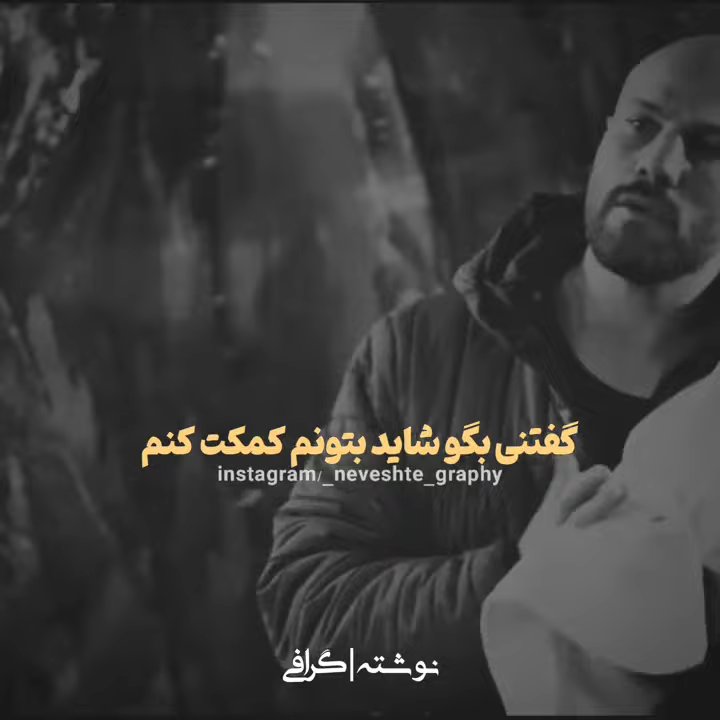 گفتنی بگو شاید بتونم کمکت کنم
instagram/_neveshte_graphy
نوشته|گرافی